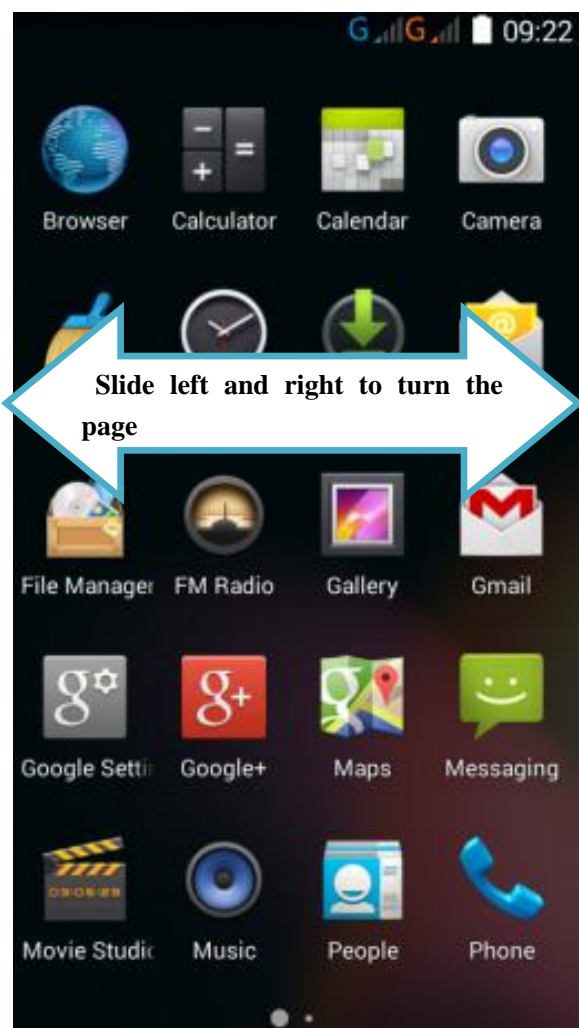 G G 09:22
Browser Calculator Calendar Camera
@
Slide left and right to turn the
page
File Manager FM Radio Gallery Gmail
g g+ g
Google Setti Google+ Maps Messaging
Movie Studio Music People Phone